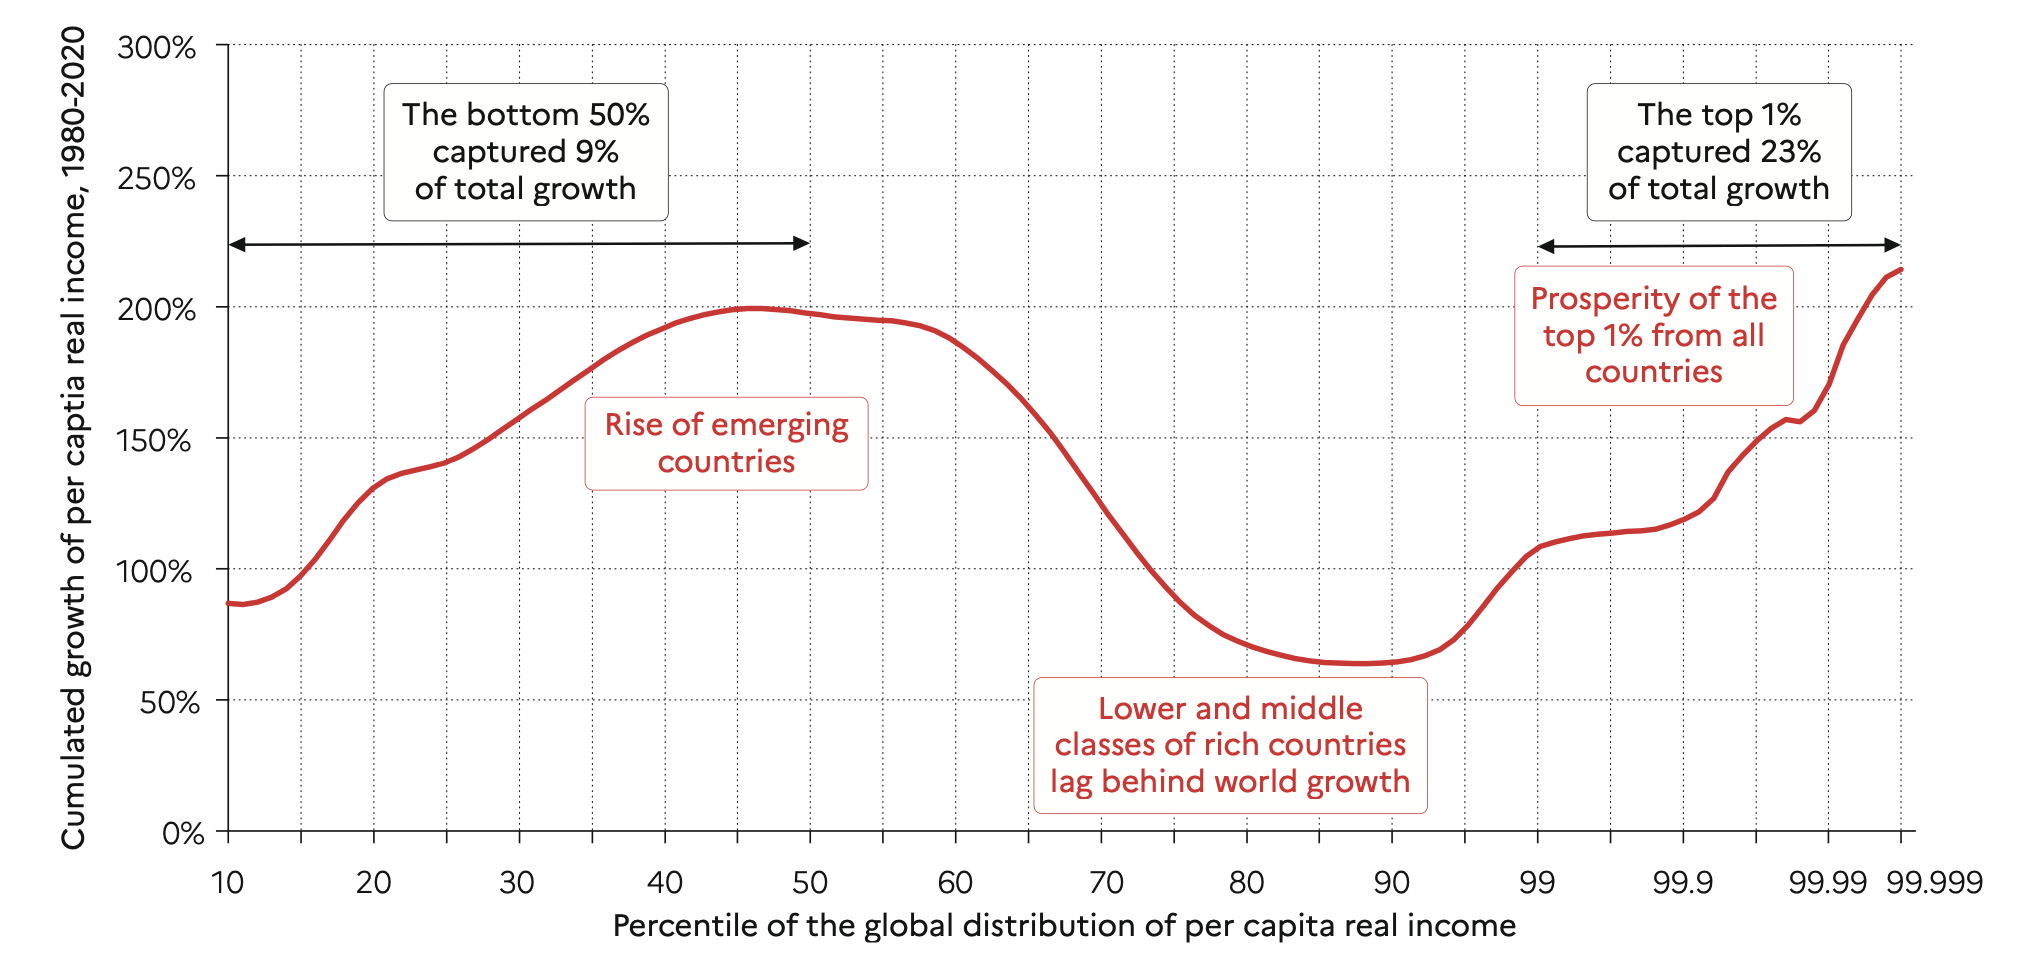 Cumulated growth of per captia real income, 1980-2020
300%
250%
200%
150%
100%
50%
0%
The bottom 50%
captured 9%
of total growth
The top 1%
captured 23%
of total growth
Prosperity of the
top 1% from all
countries
Rise of emerging
countries
Lower and middle
classes of rich countries
lag behind world growth
10 20 30 40 50 60 70 80 90 99 99.9 99.99 99.999
Percentile of the global distribution of per capita real income